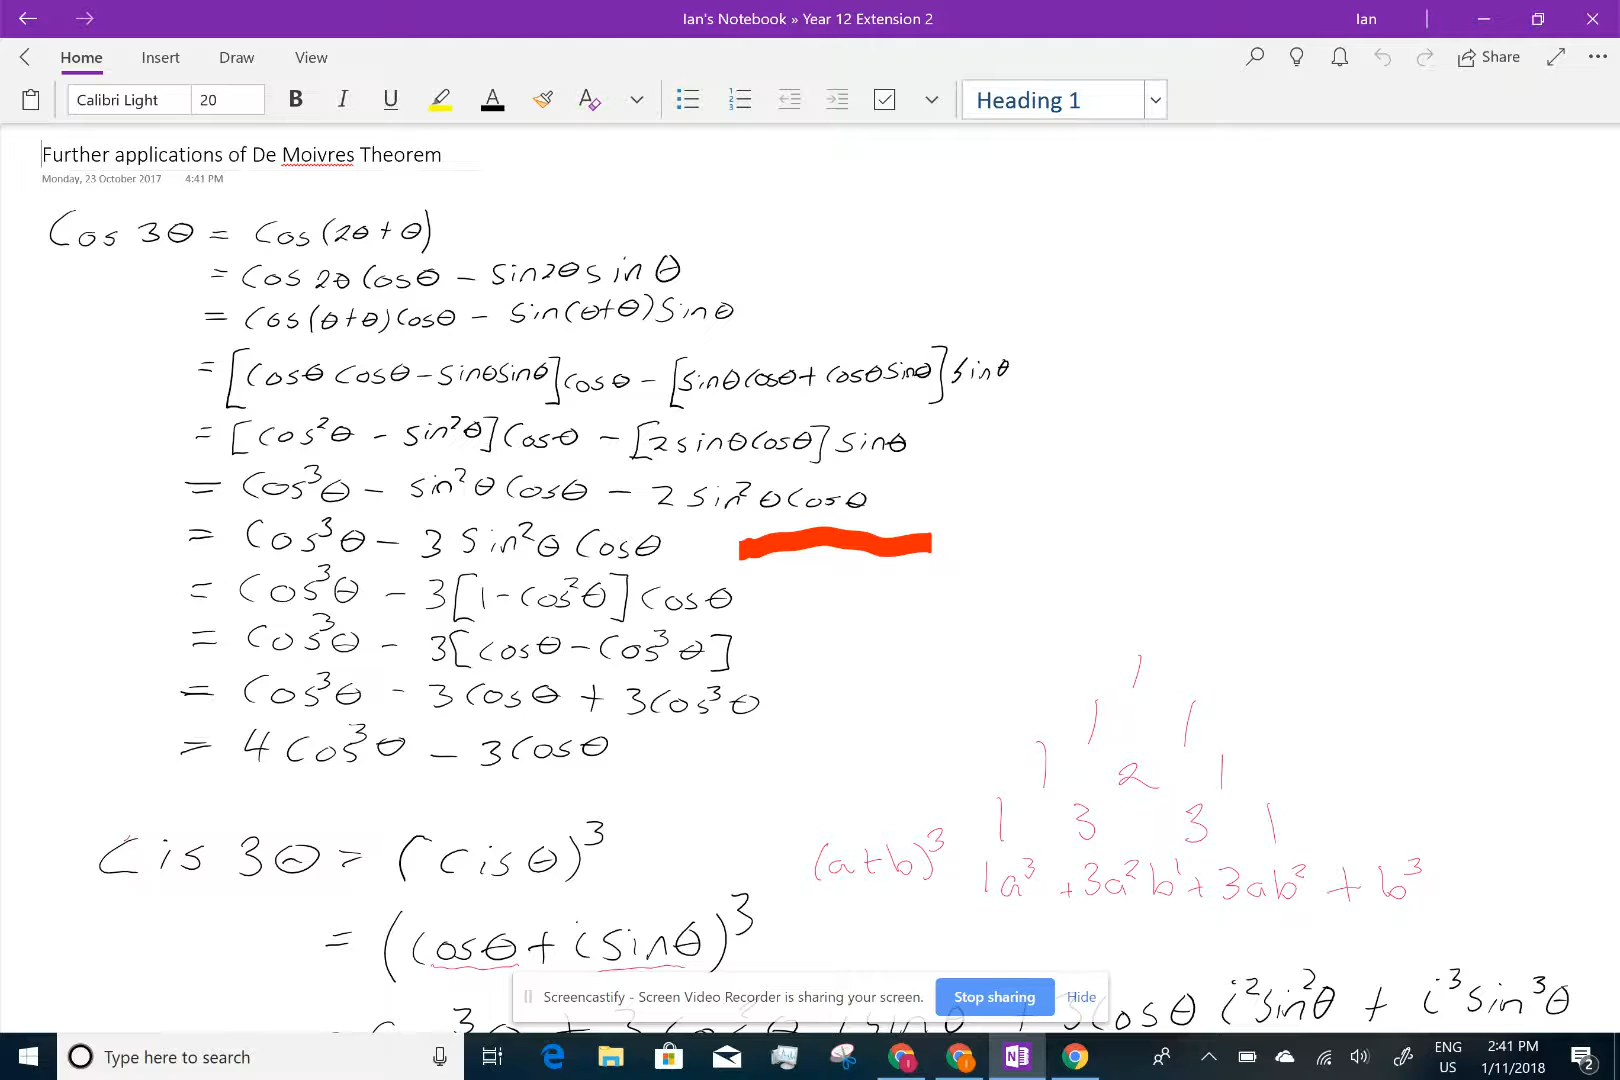 Ian's Notebook » Year 12 Extension 2
Ian
Home Insert Draw View
Share
Calibri Light 20 B I U A A Heading 1
Further applications of De Moivres Theorem
Monday, 23 October 2017 4:41 PM
Cos 3θ = Cos (2θ + θ)
= Cos 2θ Cos θ - sin 2θ sin θ
= Cos (θ+θ) Cos θ - sin (θ+θ) Sin θ
= [Cos θ Cos θ - sin θ sin θ] cos θ - [sin θ cos θ + cos θ sin θ] sin θ
= [Cos²θ - sin²θ] Cos θ - [2 sin θ Cos θ] sin θ
= Cos³θ - sin²θ Cos θ - 2 sin²θ Cos θ
= Cos³θ - 3 Sin²θ Cos θ
= Cos³θ - 3[1 - Cos²θ] Cos θ
= Cos³θ - 3[Cos θ - Cos³θ]
= Cos³θ - 3 Cos θ + 3 Cos³θ
= 4 Cos³θ - 3 Cos θ
1
1 1
1 2 1
1 3 3 1
(a+b)³ 1a³ + 3a²b¹ + 3ab² + b³
Cis 3θ = (Cis θ)³
= (Cos θ + i Sin θ)³
+ 3 Cos θ i² Sin²θ + i³ Sin³θ
Screencastify - Screen Video Recorder is sharing your screen. Stop sharing Hide
Type here to search
ENG
US
2:41 PM
1/11/2018
2